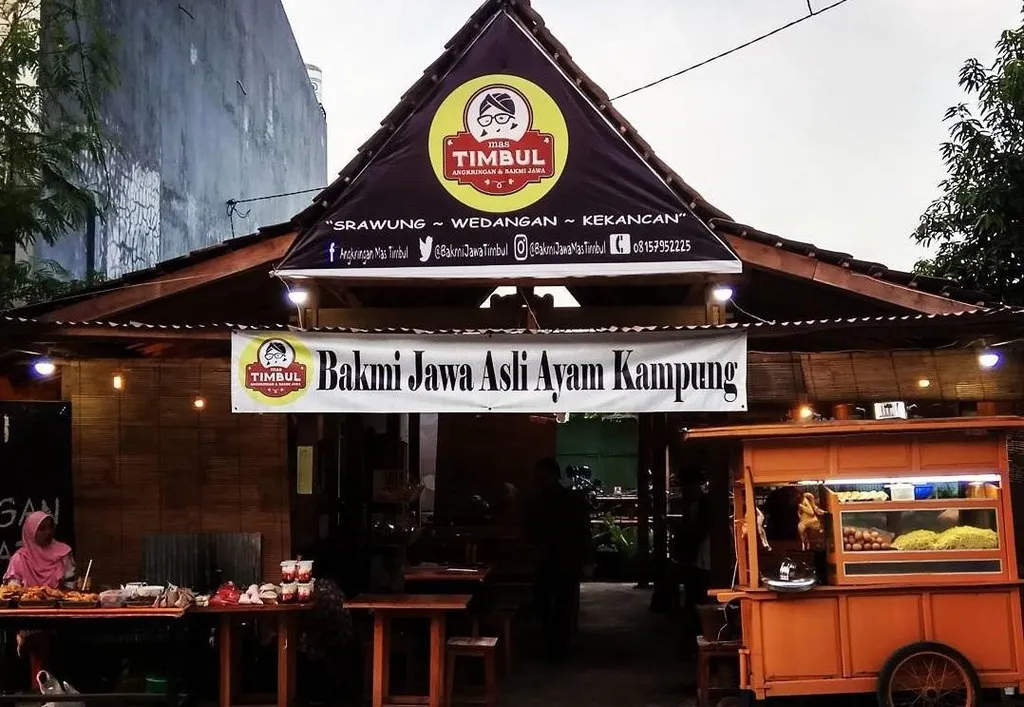 mas
TIMBUL
ANGKRINGAN & BAKMI JAWA
"SRAWUNG ~ WEDANGAN ~ KEKANCAN"
f Angkringan Mas Timbul @BakmiJawaTimbul @BakmiJawaMasTimbul 08157952225
mas
TIMBUL
ANGKRINGAN & BAKMI JAWA
Bakmi Jawa Asli Ayam Kampung